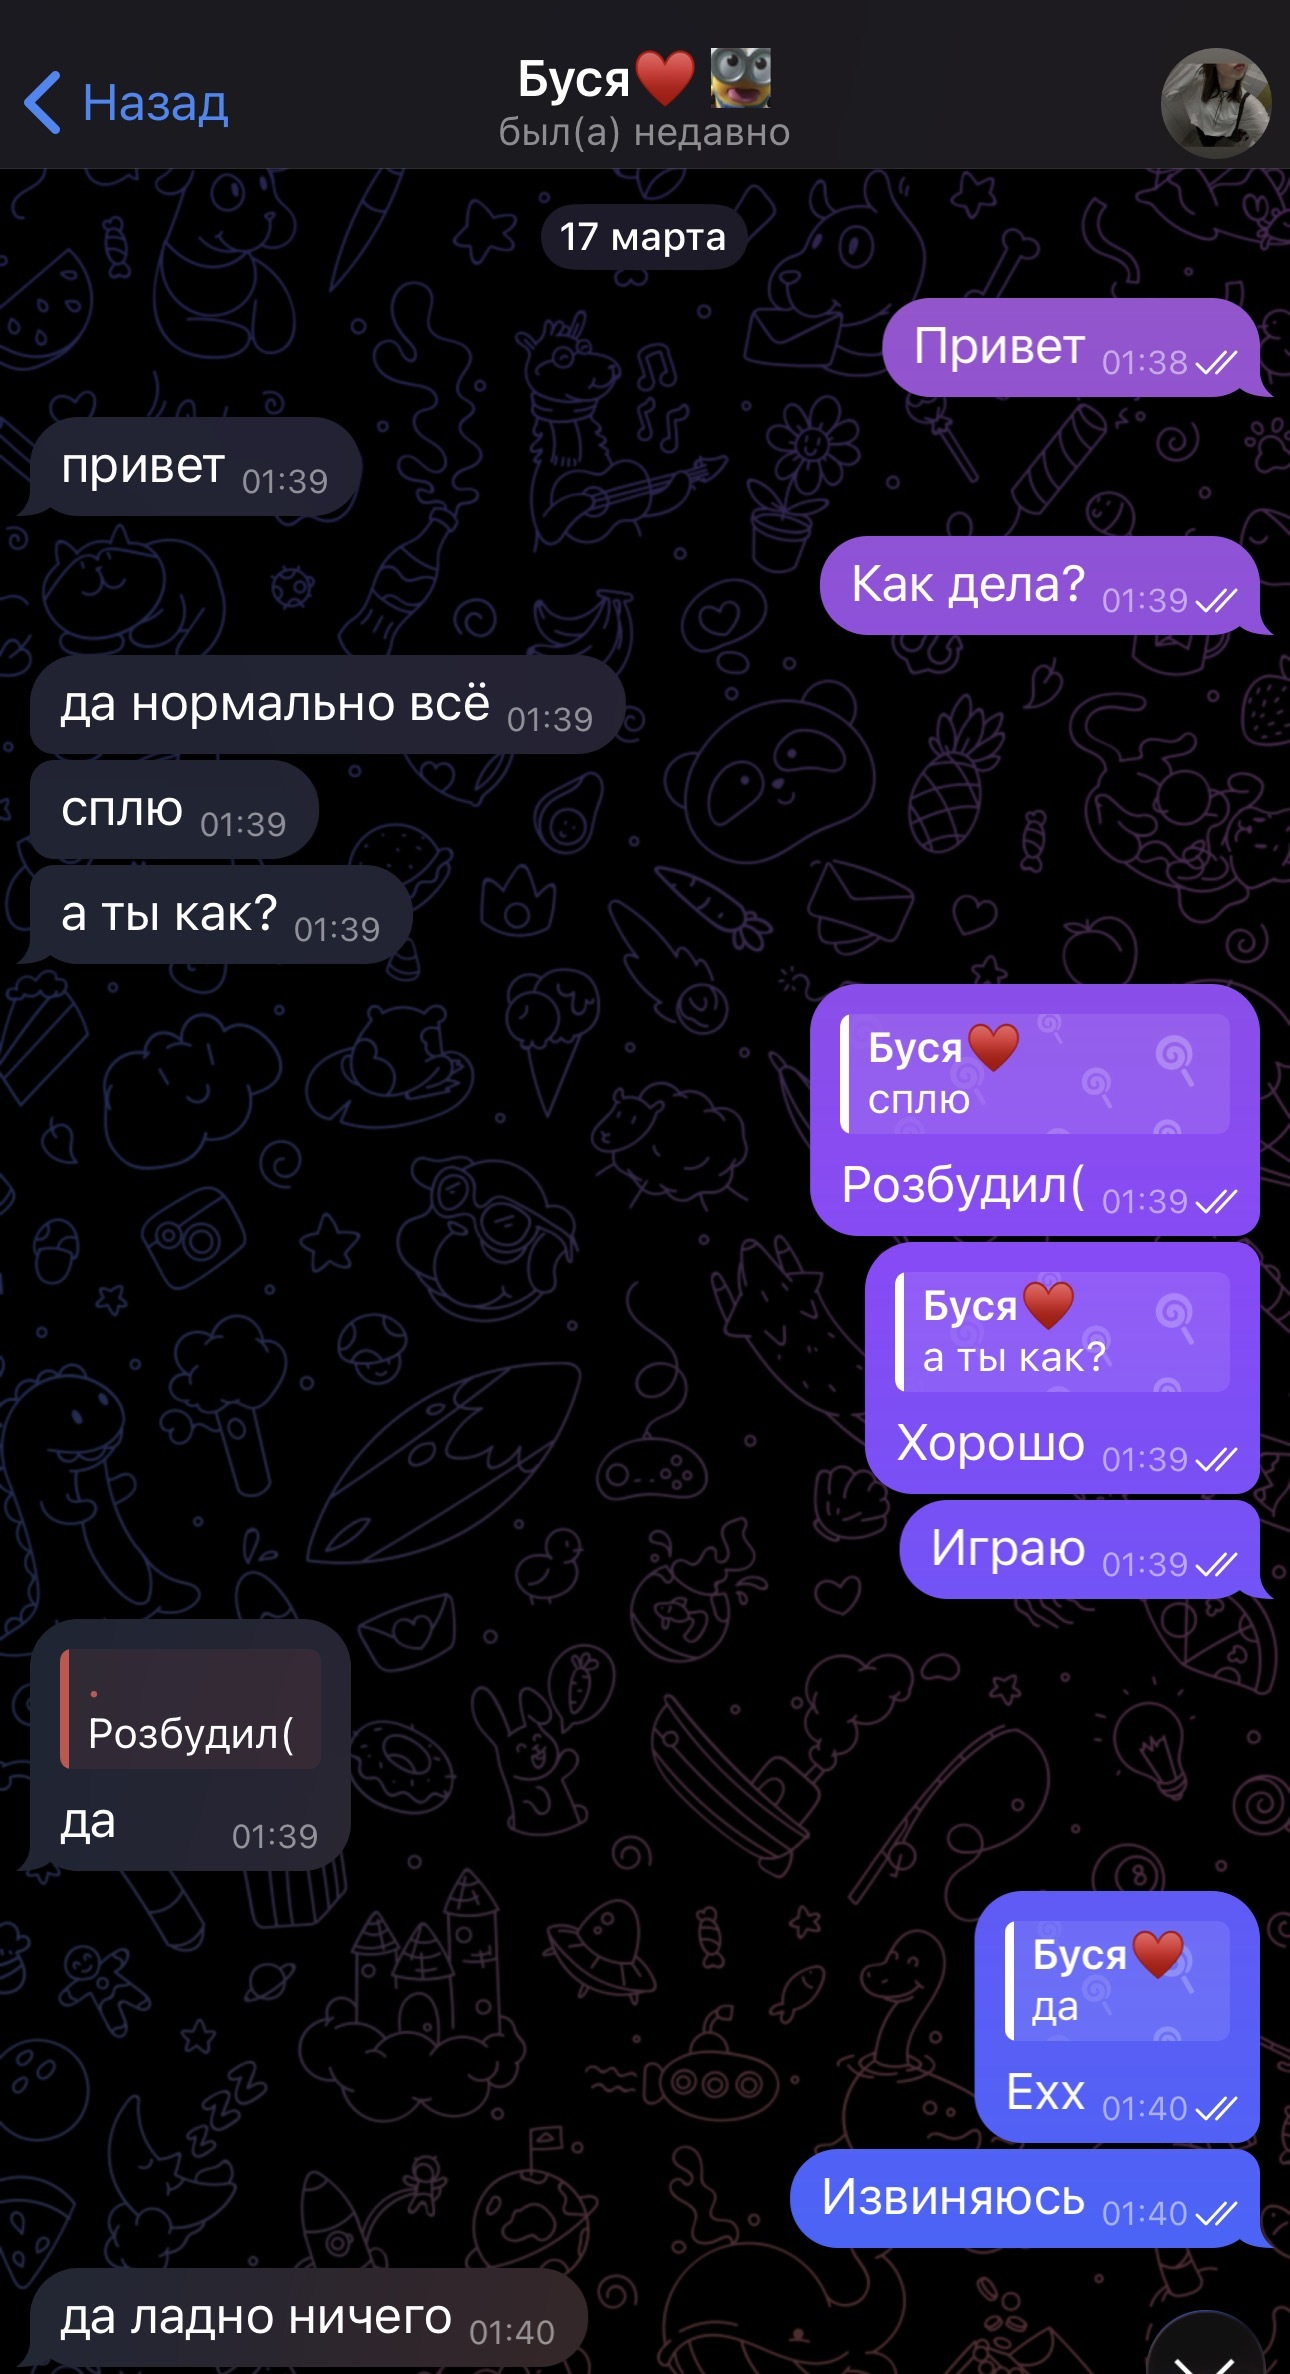 Назад
Буся❤️
был(а) недавно
17 марта
Привет 01:38
привет 01:39
Как дела? 01:39
да нормально всё 01:39
сплю 01:39
а ты как? 01:39
Буся❤️
сплю
Розбудил( 01:39
Буся❤️
а ты как?
Хорошо 01:39
Играю 01:39
.
Розбудил(
да 01:39
Буся❤️
да
Ехх 01:40
Извиняюсь 01:40
да ладно ничего 01:40